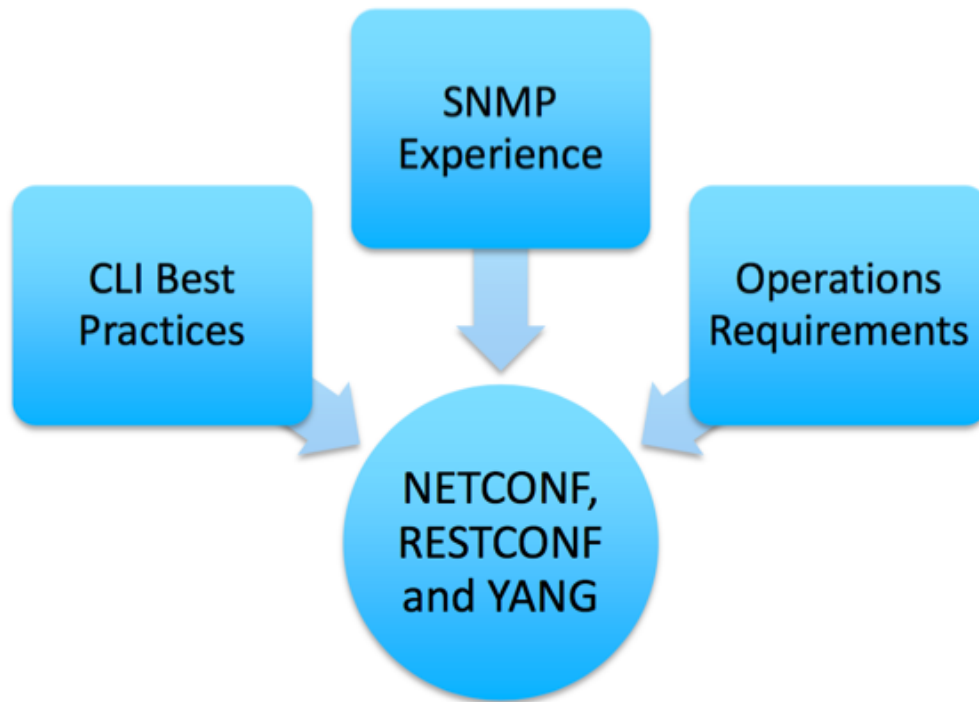 SNMP
Experience
CLI Best
Practices
Operations
Requirements
NETCONF,
RESTCONF
and YANG